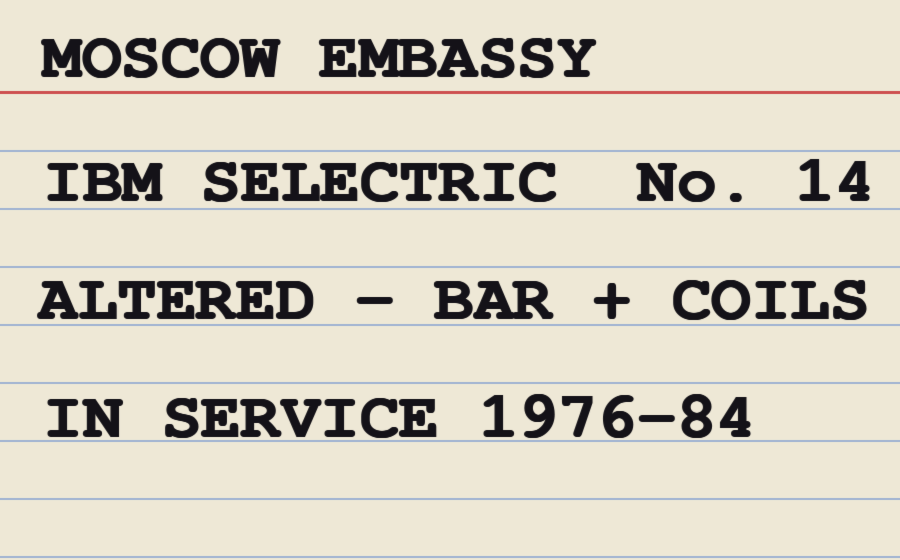 MOSCOW EMBASSY
IBM SELECTRIC  No. 14
ALTERED – BAR + COILS
IN SERVICE 1976–84